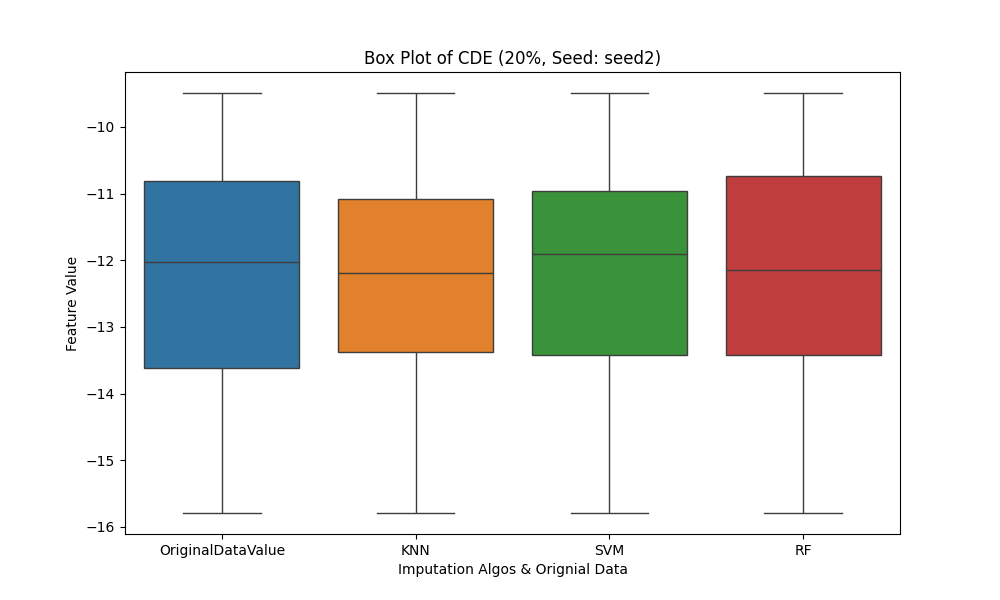 Box Plot of CDE (20%, Seed: seed2)
Feature Value
−10
−11
−12
−13
−14
−15
−16
OriginalDataValue
KNN
SVM
RF
Imputation Algos & Orignial Data